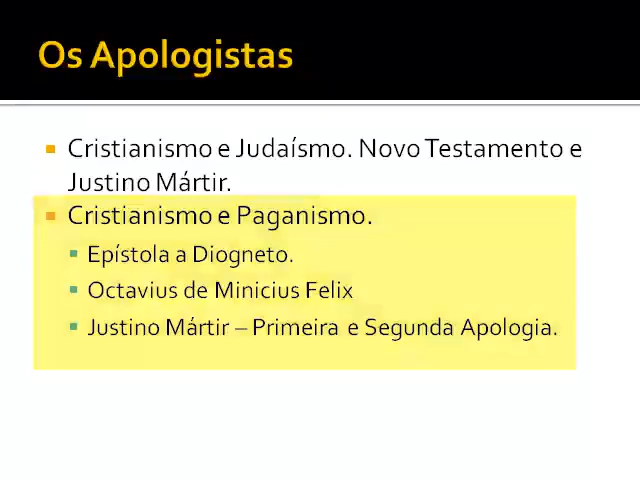 Os Apologistas
Cristianismo e Judaísmo. Novo Testamento e
Justino Mártir.
Cristianismo e Paganismo.
Epístola a Diogneto.
Octavius de Minicius Felix
Justino Mártir – Primeira e Segunda Apologia.